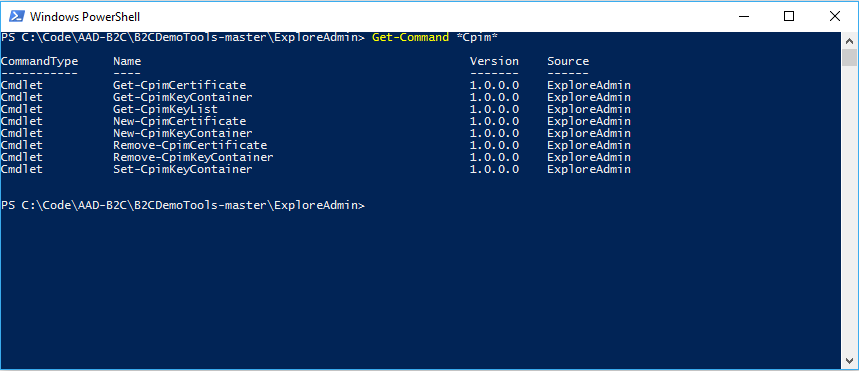 Windows PowerShell
PS C:\Code\AAD-B2C\B2CDemoTools-master\ExploreAdmin> Get-Command *Cpim*
CommandType Name Version Source
----------- ---- ------- ------
Cmdlet Get-CpimCertificate 1.0.0.0 ExploreAdmin
Cmdlet Get-CpimKeyContainer 1.0.0.0 ExploreAdmin
Cmdlet Get-CpimKeyList 1.0.0.0 ExploreAdmin
Cmdlet New-CpimCertificate 1.0.0.0 ExploreAdmin
Cmdlet New-CpimKeyContainer 1.0.0.0 ExploreAdmin
Cmdlet Remove-CpimCertificate 1.0.0.0 ExploreAdmin
Cmdlet Remove-CpimKeyContainer 1.0.0.0 ExploreAdmin
Cmdlet Set-CpimKeyContainer 1.0.0.0 ExploreAdmin
PS C:\Code\AAD-B2C\B2CDemoTools-master\ExploreAdmin>